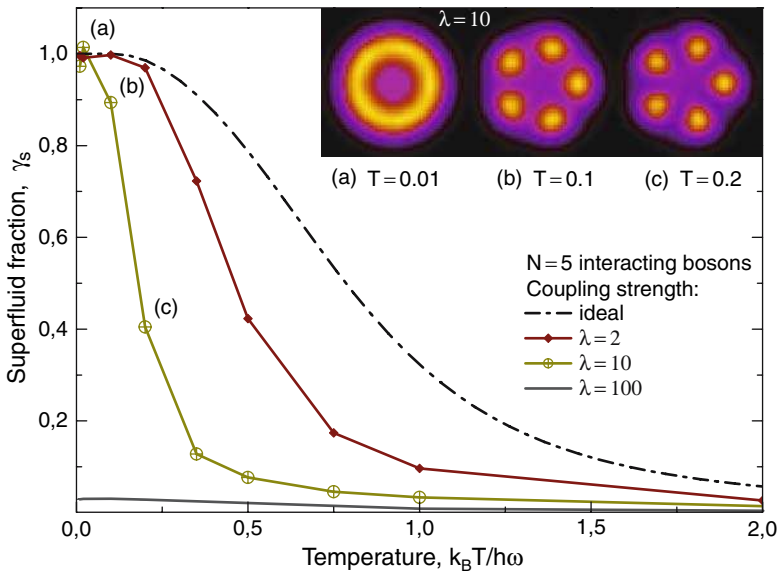 λ=10
(a) T=0.01 (b) T=0.1 (c) T=0.2
(a)
(b)
(c)
N=5 interacting bosons
Coupling strength:
ideal
λ=2
λ=10
λ=100
Superfluid fraction, γs
1,0
0,8
0,6
0,4
0,2
0,0 0,5 1,0 1,5 2,0
Temperature, kBT/hω